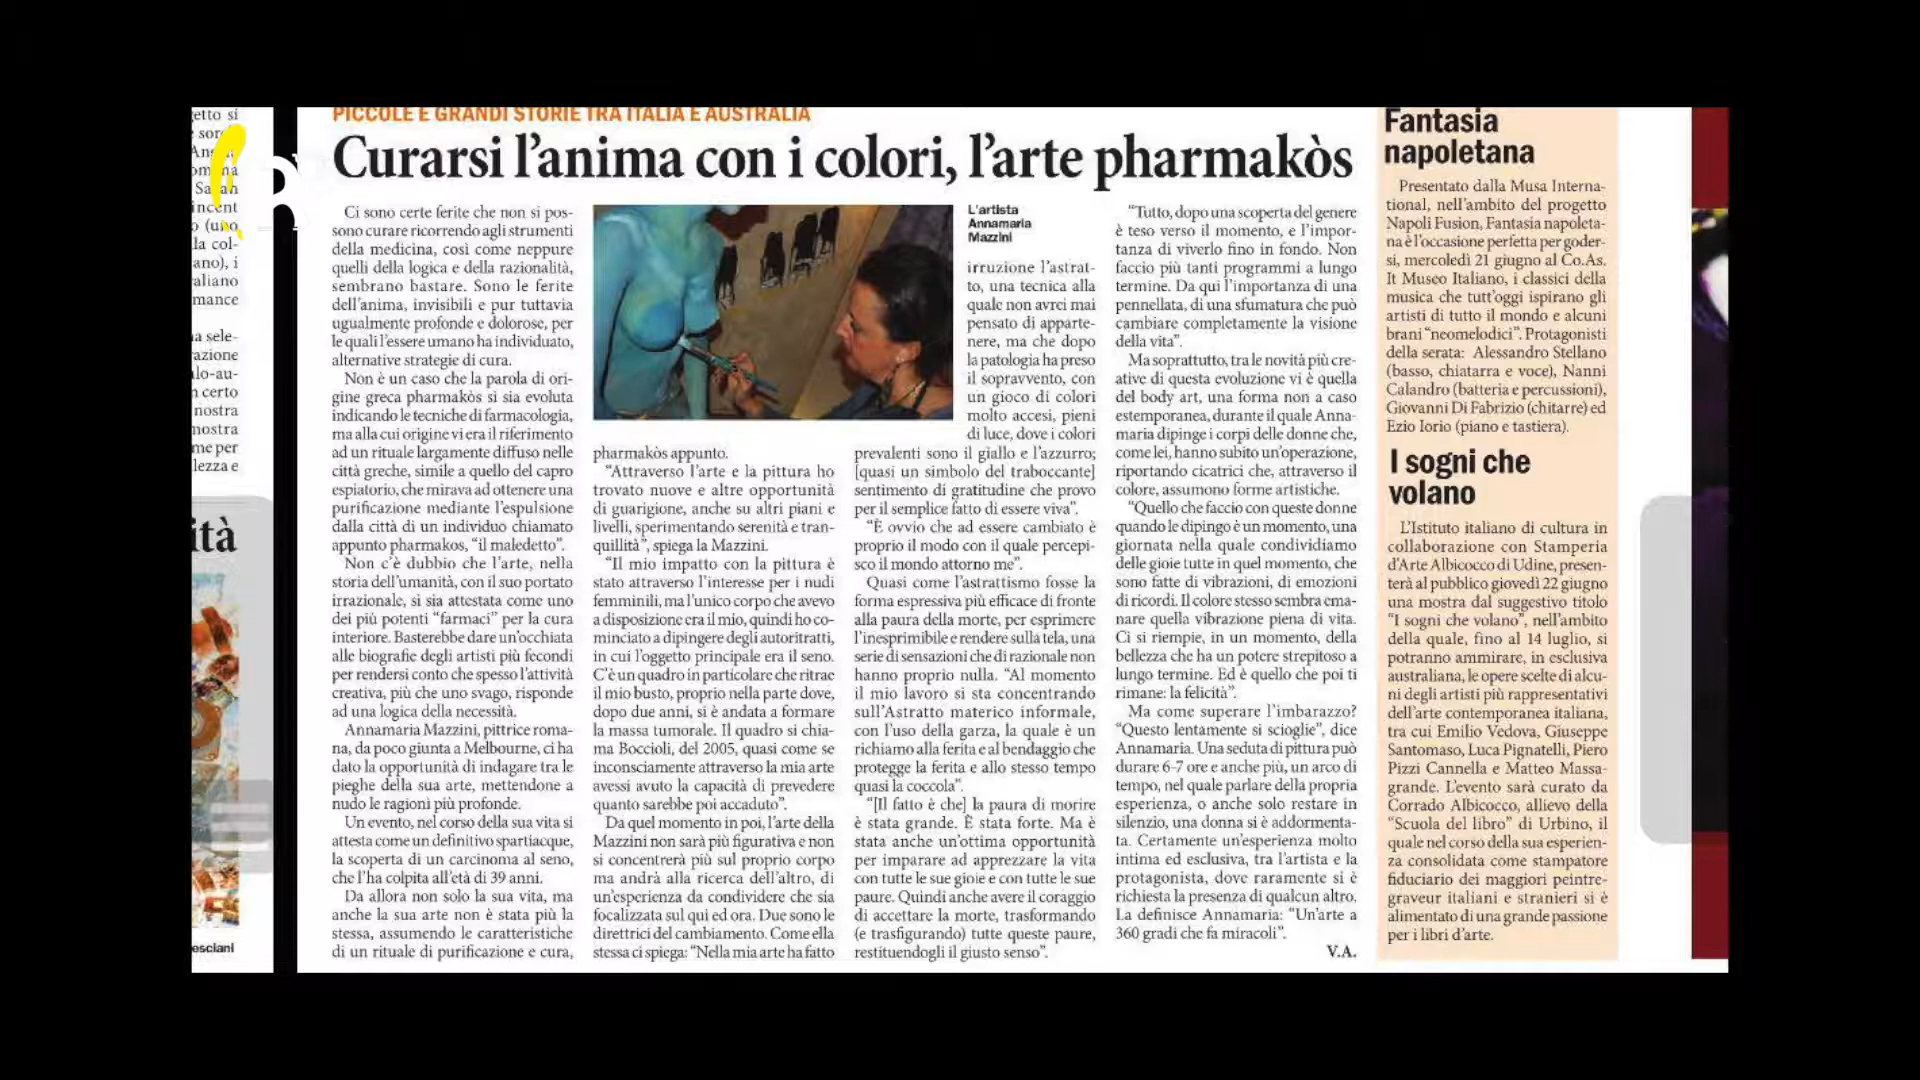 getto si
sor
An
om na
Sa an
incent
o (uno
la col-
ano), i
raliano
mance
na sele-
razione
alo-au-
n certo
nostra
mostra
me per
lezza e
ità
esciani
PICCOLE E GRANDI STORIE TRA ITALIA E AUSTRALIA
Curarsi l'anima con i colori, l'arte pharmakòs
Ci sono certe ferite che non si pos-
sono curare ricorrendo agli strumenti
della medicina, così come neppure
quelli della logica e della razionalità,
sembrano bastare. Sono le ferite
dell'anima, invisibili e pur tuttavia
ugualmente profonde e dolorose, per
le quali l'essere umano ha individuato,
alternative strategie di cura.
Non è un caso che la parola di ori-
gine greca pharmakòs si sia evoluta
indicando le tecniche di farmacologia,
ma alla cui origine vi era il riferimento
ad un rituale largamente diffuso nelle
città greche, simile a quello del capro
espiatorio, che mirava ad ottenere una
purificazione mediante l'espulsione
dalla città di un individuo chiamato
appunto pharmakos, "il maledetto".
Non c'è dubbio che l'arte, nella
storia dell'umanità, con il suo portato
irrazionale, si sia attestata come uno
dei più potenti "farmaci" per la cura
interiore. Basterebbe dare un'occhiata
alle biografie degli artisti più fecondi
per rendersi conto che spesso l'attività
creativa, più che uno svago, risponde
ad una logica della necessità.
Annamaria Mazzini, pittrice roma-
na, da poco giunta a Melbourne, ci ha
dato la opportunità di indagare tra le
pieghe della sua arte, mettendone a
nudo le ragioni più profonde.
Un evento, nel corso della sua vita si
attesta come un definitivo spartiacque,
la scoperta di un carcinoma al seno,
che l'ha colpita all'età di 39 anni.
Da allora non solo la sua vita, ma
anche la sua arte non è stata più la
stessa, assumendo le caratteristiche
di un rituale di purificazione e cura,
pharmakòs appunto.
"Attraverso l'arte e la pittura ho
trovato nuove e altre opportunità
di guarigione, anche su altri piani e
livelli, sperimentando serenità e tran-
quillità", spiega la Mazzini.
"Il mio impatto con la pittura è
stato attraverso l'interesse per i nudi
femminili, ma l'unico corpo che avevo
a disposizione era il mio, quindi ho co-
minciato a dipingere degli autoritratti,
in cui l'oggetto principale era il seno.
C'è un quadro in particolare che ritrae
il mio busto, proprio nella parte dove,
dopo due anni, si è andata a formare
la massa tumorale. Il quadro si chia-
ma Boccioli, del 2005, quasi come se
inconsciamente attraverso la mia arte
avessi avuto la capacità di prevedere
quanto sarebbe poi accaduto".
Da quel momento in poi, l'arte della
Mazzini non sarà più figurativa e non
si concentrerà più sul proprio corpo
ma andrà alla ricerca dell'altro, di
un'esperienza da condividere che sia
focalizzata sul qui ed ora. Due sono le
direttrici del cambiamento. Come ella
stessa ci spiega: "Nella mia arte ha fatto
L'artista
Annamaria
Mazzini
irruzione l'astrat-
to, una tecnica alla
quale non avrei mai
pensato di apparte-
nere, ma che dopo
la patologia ha preso
il sopravvento, con
un gioco di colori
molto accesi, pieni
di luce, dove i colori
prevalenti sono il giallo e l'azzurro;
[quasi un simbolo del traboccante]
sentimento di gratitudine che provo
per il semplice fatto di essere viva".
"È ovvio che ad essere cambiato è
proprio il modo con il quale percepi-
sco il mondo attorno me".
Quasi come l'astrattismo fosse la
forma espressiva più efficace di fronte
alla paura della morte, per esprimere
l'inesprimibile e rendere sulla tela, una
serie di sensazioni che di razionale non
hanno proprio nulla. "Al momento
il mio lavoro si sta concentrando
sull'Astratto materico informale,
con l'uso della garza, la quale è un
richiamo alla ferita e al bendaggio che
protegge la ferita e allo stesso tempo
quasi la coccola".
"[Il fatto è che] la paura di morire
è stata grande. È stata forte. Ma è
stata anche un'ottima opportunità
per imparare ad apprezzare la vita
con tutte le sue gioie e con tutte le sue
paure. Quindi anche avere il coraggio
di accettare la morte, trasformando
(e trasfigurando) tutte queste paure,
restituendogli il giusto senso".
"Tutto, dopo una scoperta del genere
è teso verso il momento, e l'impor-
tanza di viverlo fino in fondo. Non
faccio più tanti programmi a lungo
termine. Da qui l'importanza di una
pennellata, di una sfumatura che può
cambiare completamente la visione
della vita".
Ma soprattutto, tra le novità più cre-
ative di questa evoluzione vi è quella
del body art, una forma non a caso
estemporanea, durante il quale Anna-
maria dipinge i corpi delle donne che,
come lei, hanno subito un'operazione,
riportando cicatrici che, attraverso il
colore, assumono forme artistiche.
"Quello che faccio con queste donne
quando le dipingo è un momento, una
giornata nella quale condividiamo
delle gioie tutte in quel momento, che
sono fatte di vibrazioni, di emozioni
di ricordi. Il colore stesso sembra ema-
nare quella vibrazione piena di vita.
Ci si riempie, in un momento, della
bellezza che ha un potere strepitoso a
lungo termine. Ed è quello che poi ti
rimane: la felicità".
Ma come superare l'imbarazzo?
"Questo lentamente si scioglie", dice
Annamaria. Una seduta di pittura può
durare 6-7 ore e anche più, un arco di
tempo, nel quale parlare della propria
esperienza, o anche solo restare in
silenzio, una donna si è addormenta-
ta. Certamente un'esperienza molto
intima ed esclusiva, tra l'artista e la
protagonista, dove raramente si è
richiesta la presenza di qualcun altro.
La definisce Annamaria: "Un'arte a
360 gradi che fa miracoli".
V.A.
Fantasia
napoletana
Presentato dalla Musa Interna-
tional, nell'ambito del progetto
Napoli Fusion, Fantasia napoleta-
na è l'occasione perfetta per goder-
si, mercoledì 21 giugno al Co.As.
It Museo Italiano, i classici della
musica che tutt'oggi ispirano gli
artisti di tutto il mondo e alcuni
brani "neomelodici". Protagonisti
della serata: Alessandro Stellano
(basso, chiatarra e voce), Nanni
Calandro (batteria e percussioni),
Giovanni Di Fabrizio (chitarre) ed
Ezio Iorio (piano e tastiera).
I sogni che
volano
L'Istituto italiano di cultura in
collaborazione con Stamperia
d'Arte Albicocco di Udine, presen-
terà al pubblico giovedì 22 giugno
una mostra dal suggestivo titolo
"I sogni che volano", nell'ambito
della quale, fino al 14 luglio, si
potranno ammirare, in esclusiva
australiana, le opere scelte di alcu-
ni degli artisti più rappresentativi
dell'arte contemporanea italiana,
tra cui Emilio Vedova, Giuseppe
Santomaso, Luca Pignatelli, Piero
Pizzi Cannella e Matteo Massa-
grande. L'evento sarà curato da
Corrado Albicocco, allievo della
"Scuola del libro" di Urbino, il
quale nel corso della sua esperien-
za consolidata come stampatore
fiduciario dei maggiori peintre-
graveur italiani e stranieri si è
alimentato di una grande passione
per i libri d'arte.